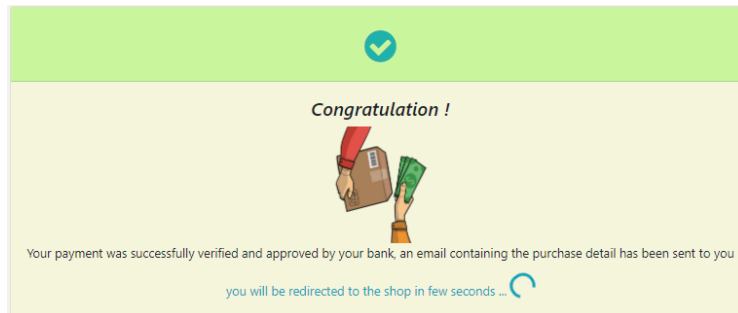 Congratulation !
Your payment was successfully verified and approved by your bank, an email containing the purchase detail has been sent to you
you will be redirected to the shop in few seconds ...